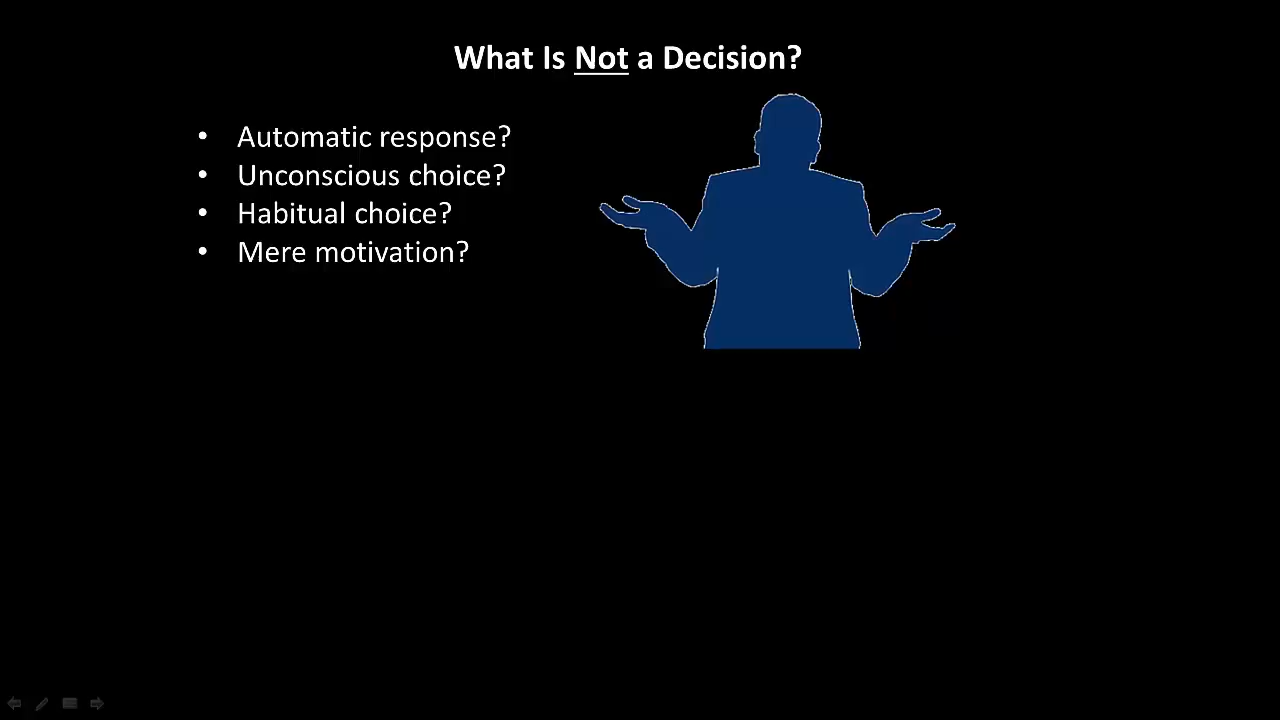 What Is Not a Decision?
• Automatic response?
• Unconscious choice?
• Habitual choice?
• Mere motivation?